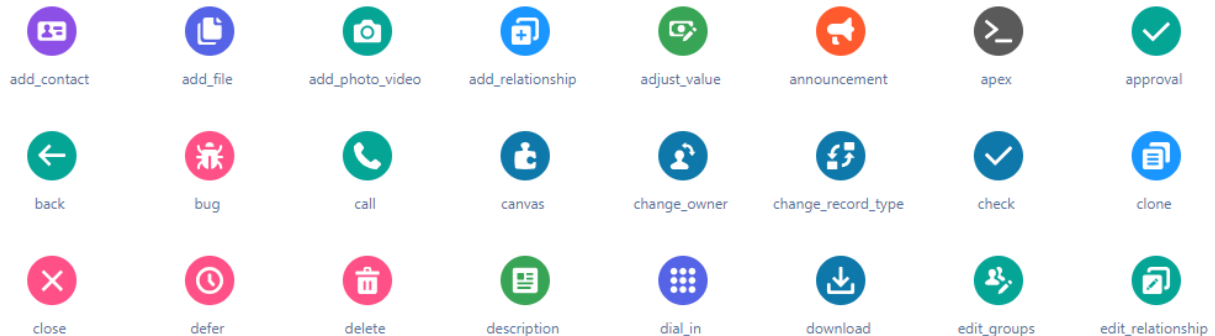 add_contact add_file add_photo_video add_relationship adjust_value announcement apex approval
back bug call canvas change_owner change_record_type check clone
close defer delete description dial_in download edit_groups edit_relationship